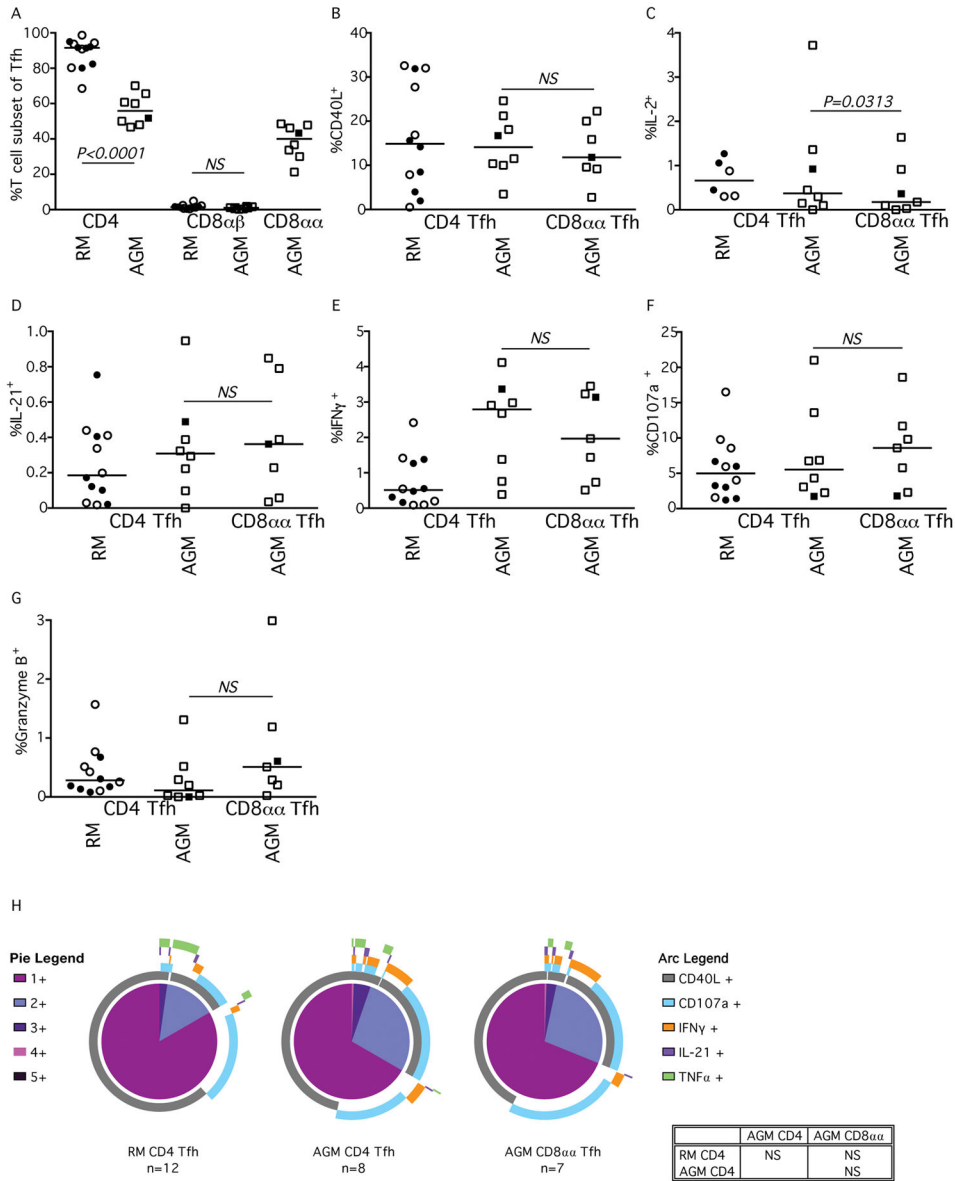 A
%T cell subset of Tfh
100
80
60
40
20
0
P<0.0001
NS
CD4
CD8αβ
CD8αα
RM
AGM
RM
AGM
AGM
B
%CD40L+
40
30
20
10
0
NS
CD4 Tfh
CD8αα Tfh
RM
AGM
AGM
C
%IL-2+
4
3
2
1
0
P=0.0313
CD4 Tfh
CD8αα Tfh
RM
AGM
AGM
D
%IL-21+
1.0
0.8
0.6
0.4
0.2
0.0
NS
CD4 Tfh
CD8αα Tfh
RM
AGM
AGM
E
%IFNγ+
5
4
3
2
1
0
NS
CD4 Tfh
CD8αα Tfh
RM
AGM
AGM
F
%CD107a+
25
20
15
10
5
0
NS
CD4 Tfh
CD8αα Tfh
RM
AGM
AGM
G
%Granzyme B+
3
2
1
0
NS
CD4 Tfh
CD8αα Tfh
RM
AGM
AGM
H
Pie Legend
1+
2+
3+
4+
5+
RM CD4 Tfh
n=12
AGM CD4 Tfh
n=8
AGM CD8αα Tfh
n=7
Arc Legend
CD40L +
CD107a +
IFNγ +
IL-21 +
TNFα +
AGM CD4 AGM CD8αα
RM CD4 NS NS
AGM CD4 NS